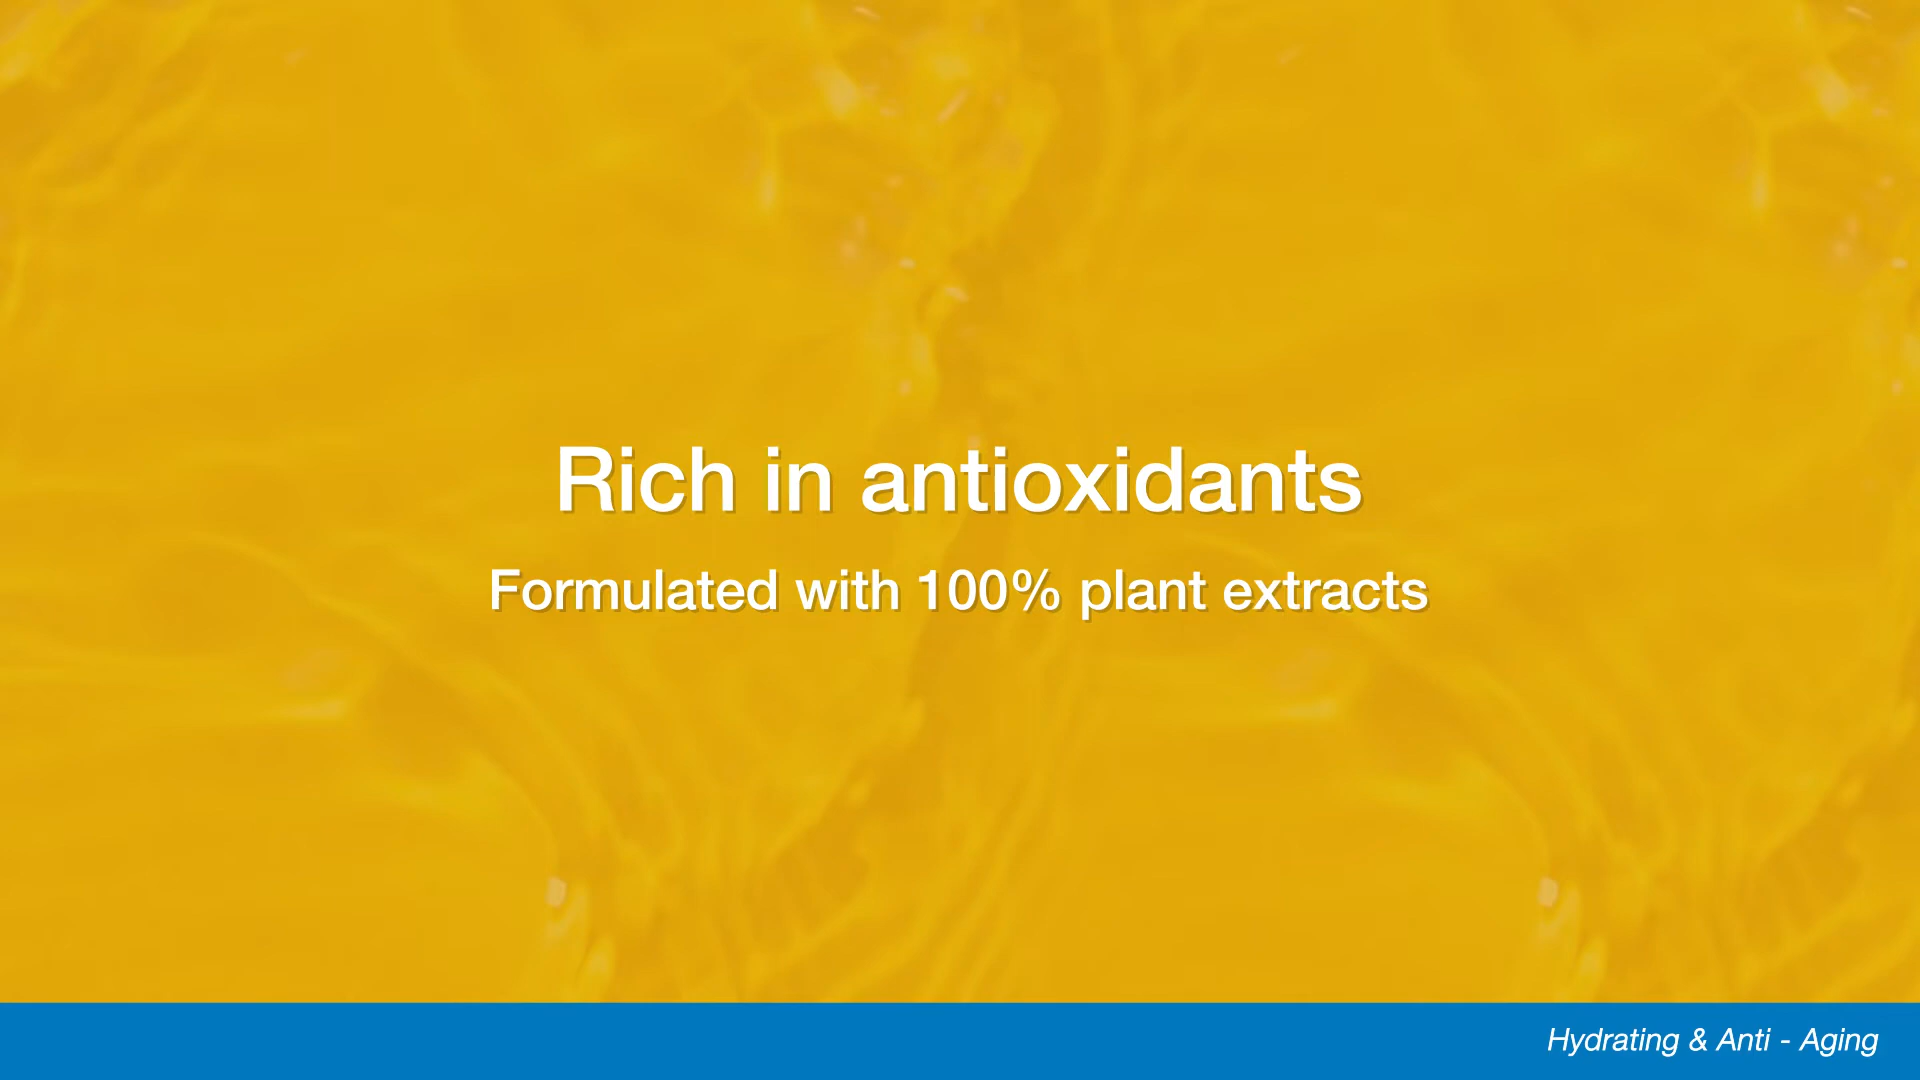 Rich in antioxidants
Formulated with 100% plant extracts
Hydrating & Anti - Aging